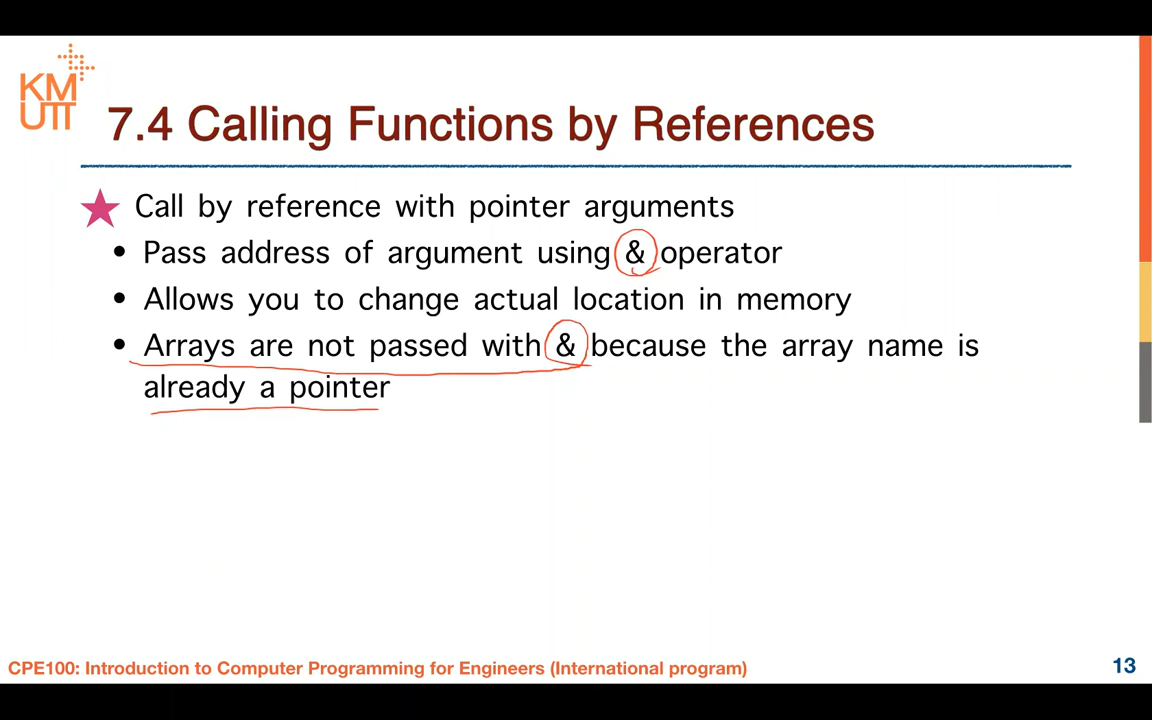 KM
UTT
7.4 Calling Functions by References
Call by reference with pointer arguments
• Pass address of argument using & operator
• Allows you to change actual location in memory
• Arrays are not passed with & because the array name is
already a pointer
CPE100: Introduction to Computer Programming for Engineers (International program)
13